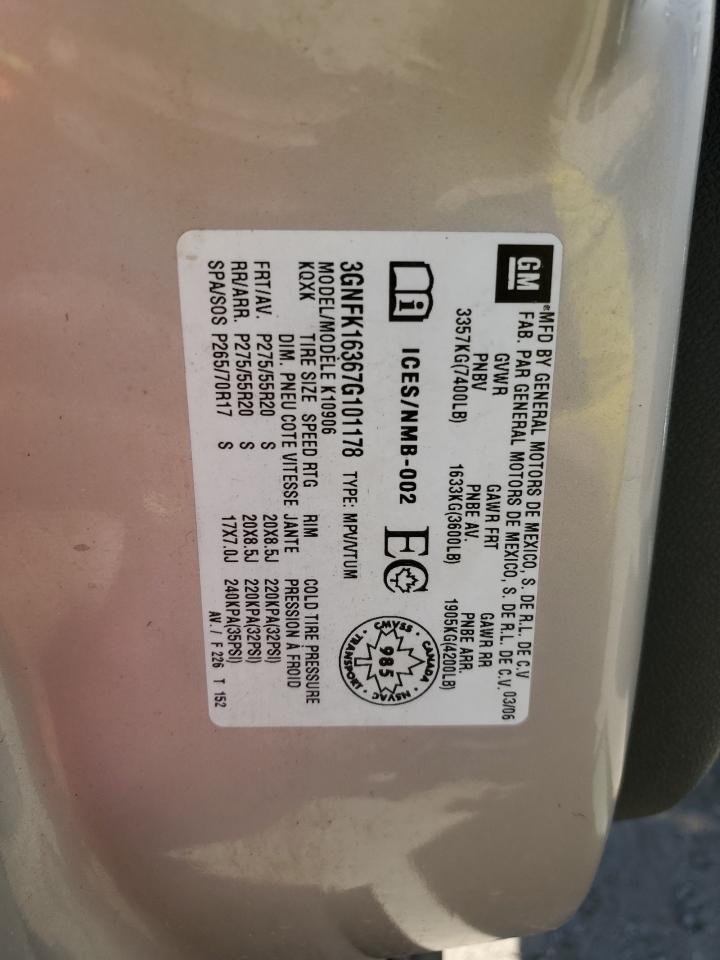 GM
®MFD BY GENERAL MOTORS DE MEXICO, S. DE R.L. DE C.V
FAB. PAR GENERAL MOTORS DE MEXICO, S. DE R.L. DE C.V. 03/06
GVWR GAWR FRT GAWR RR
PNBV PNBE AV. PNBE ARR.
3357KG(7400LB) 1633KG(3600LB) 1905KG(4200LB)
i ICES/NMB-002 EC
CANADA CMVSS 985 NSVAC TRANSPORT
3GNFK16367G101178 TYPE: MPV/VTUM
MODEL/MODÈLE K10906
KQXK TIRE SIZE SPEED RTG RIM COLD TIRE PRESSURE
DIM. PNEU COTE VITESSE JANTE PRESSION À FROID
FRT/AV. P275/55R20 S 20X8.5J 220KPA(32PSI)
RR/ARR. P275/55R20 S 20X8.5J 220KPA(32PSI)
SPA/SOS P265/70R17 S 17X7.0J 240KPA(35PSI)
AV. / F 226 T 152